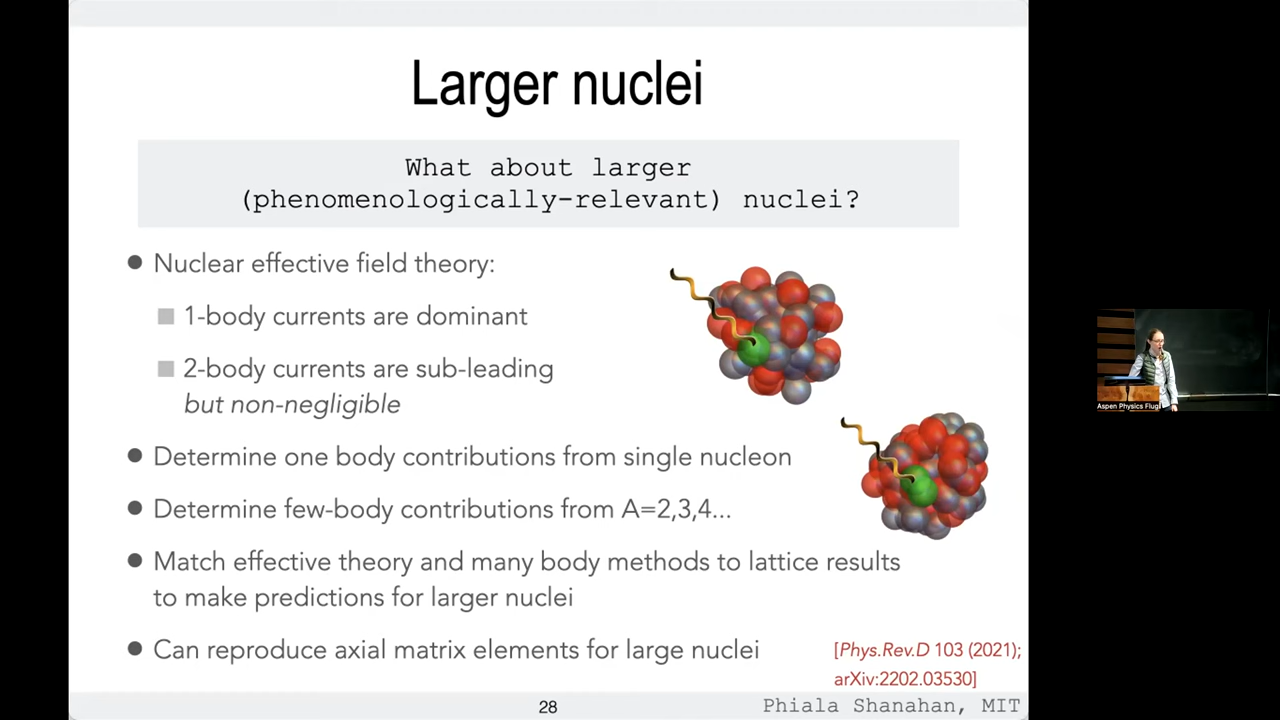 Larger nuclei
What about larger
(phenomenologically-relevant) nuclei?
● Nuclear effective field theory:
■ 1-body currents are dominant
■ 2-body currents are sub-leading
but non-negligible
● Determine one body contributions from single nucleon
● Determine few-body contributions from A=2,3,4...
● Match effective theory and many body methods to lattice results
to make predictions for larger nuclei
● Can reproduce axial matrix elements for large nuclei
[Phys.Rev.D 103 (2021);
arXiv:2202.03530]
28
Phiala Shanahan, MIT
Aspen Physics Flug